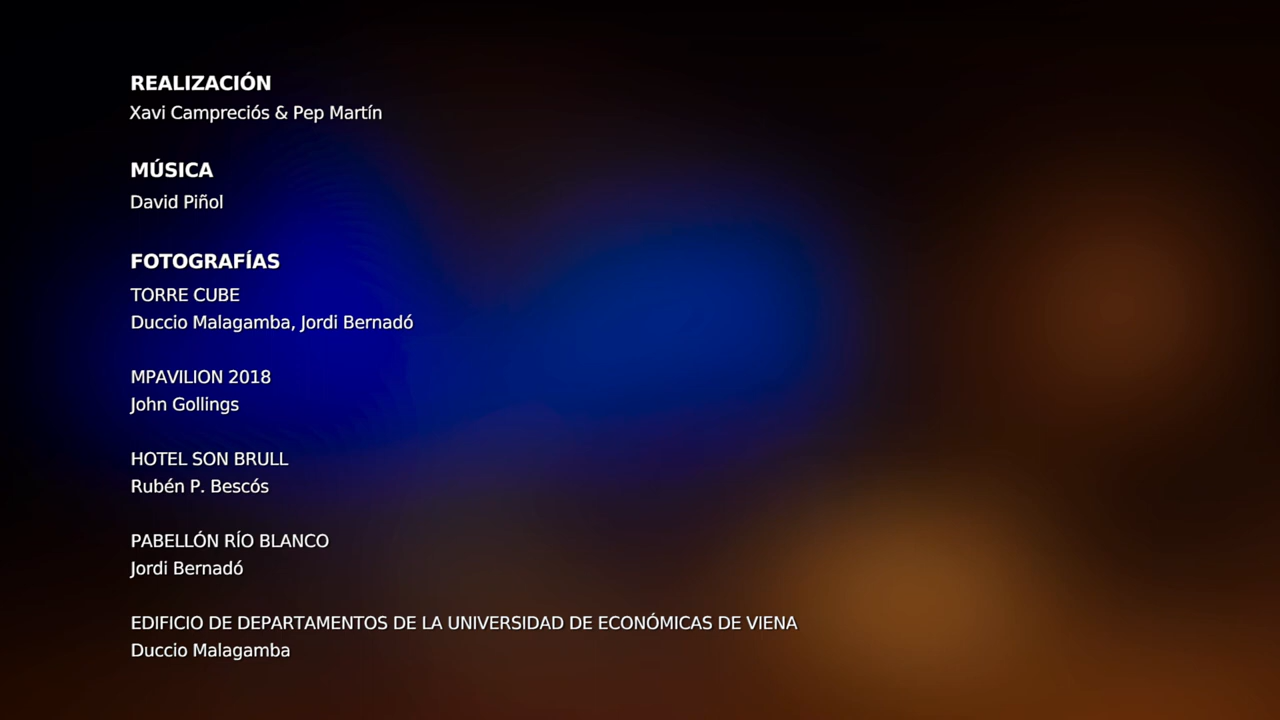 REALIZACIÓN
Xavi Campreciós & Pep Martín
MÚSICA
David Piñol
FOTOGRAFÍAS
TORRE CUBE
Duccio Malagamba, Jordi Bernadó
MPAVILION 2018
John Gollings
HOTEL SON BRULL
Rubén P. Bescós
PABELLÓN RÍO BLANCO
Jordi Bernadó
EDIFICIO DE DEPARTAMENTOS DE LA UNIVERSIDAD DE ECONÓMICAS DE VIENA
Duccio Malagamba